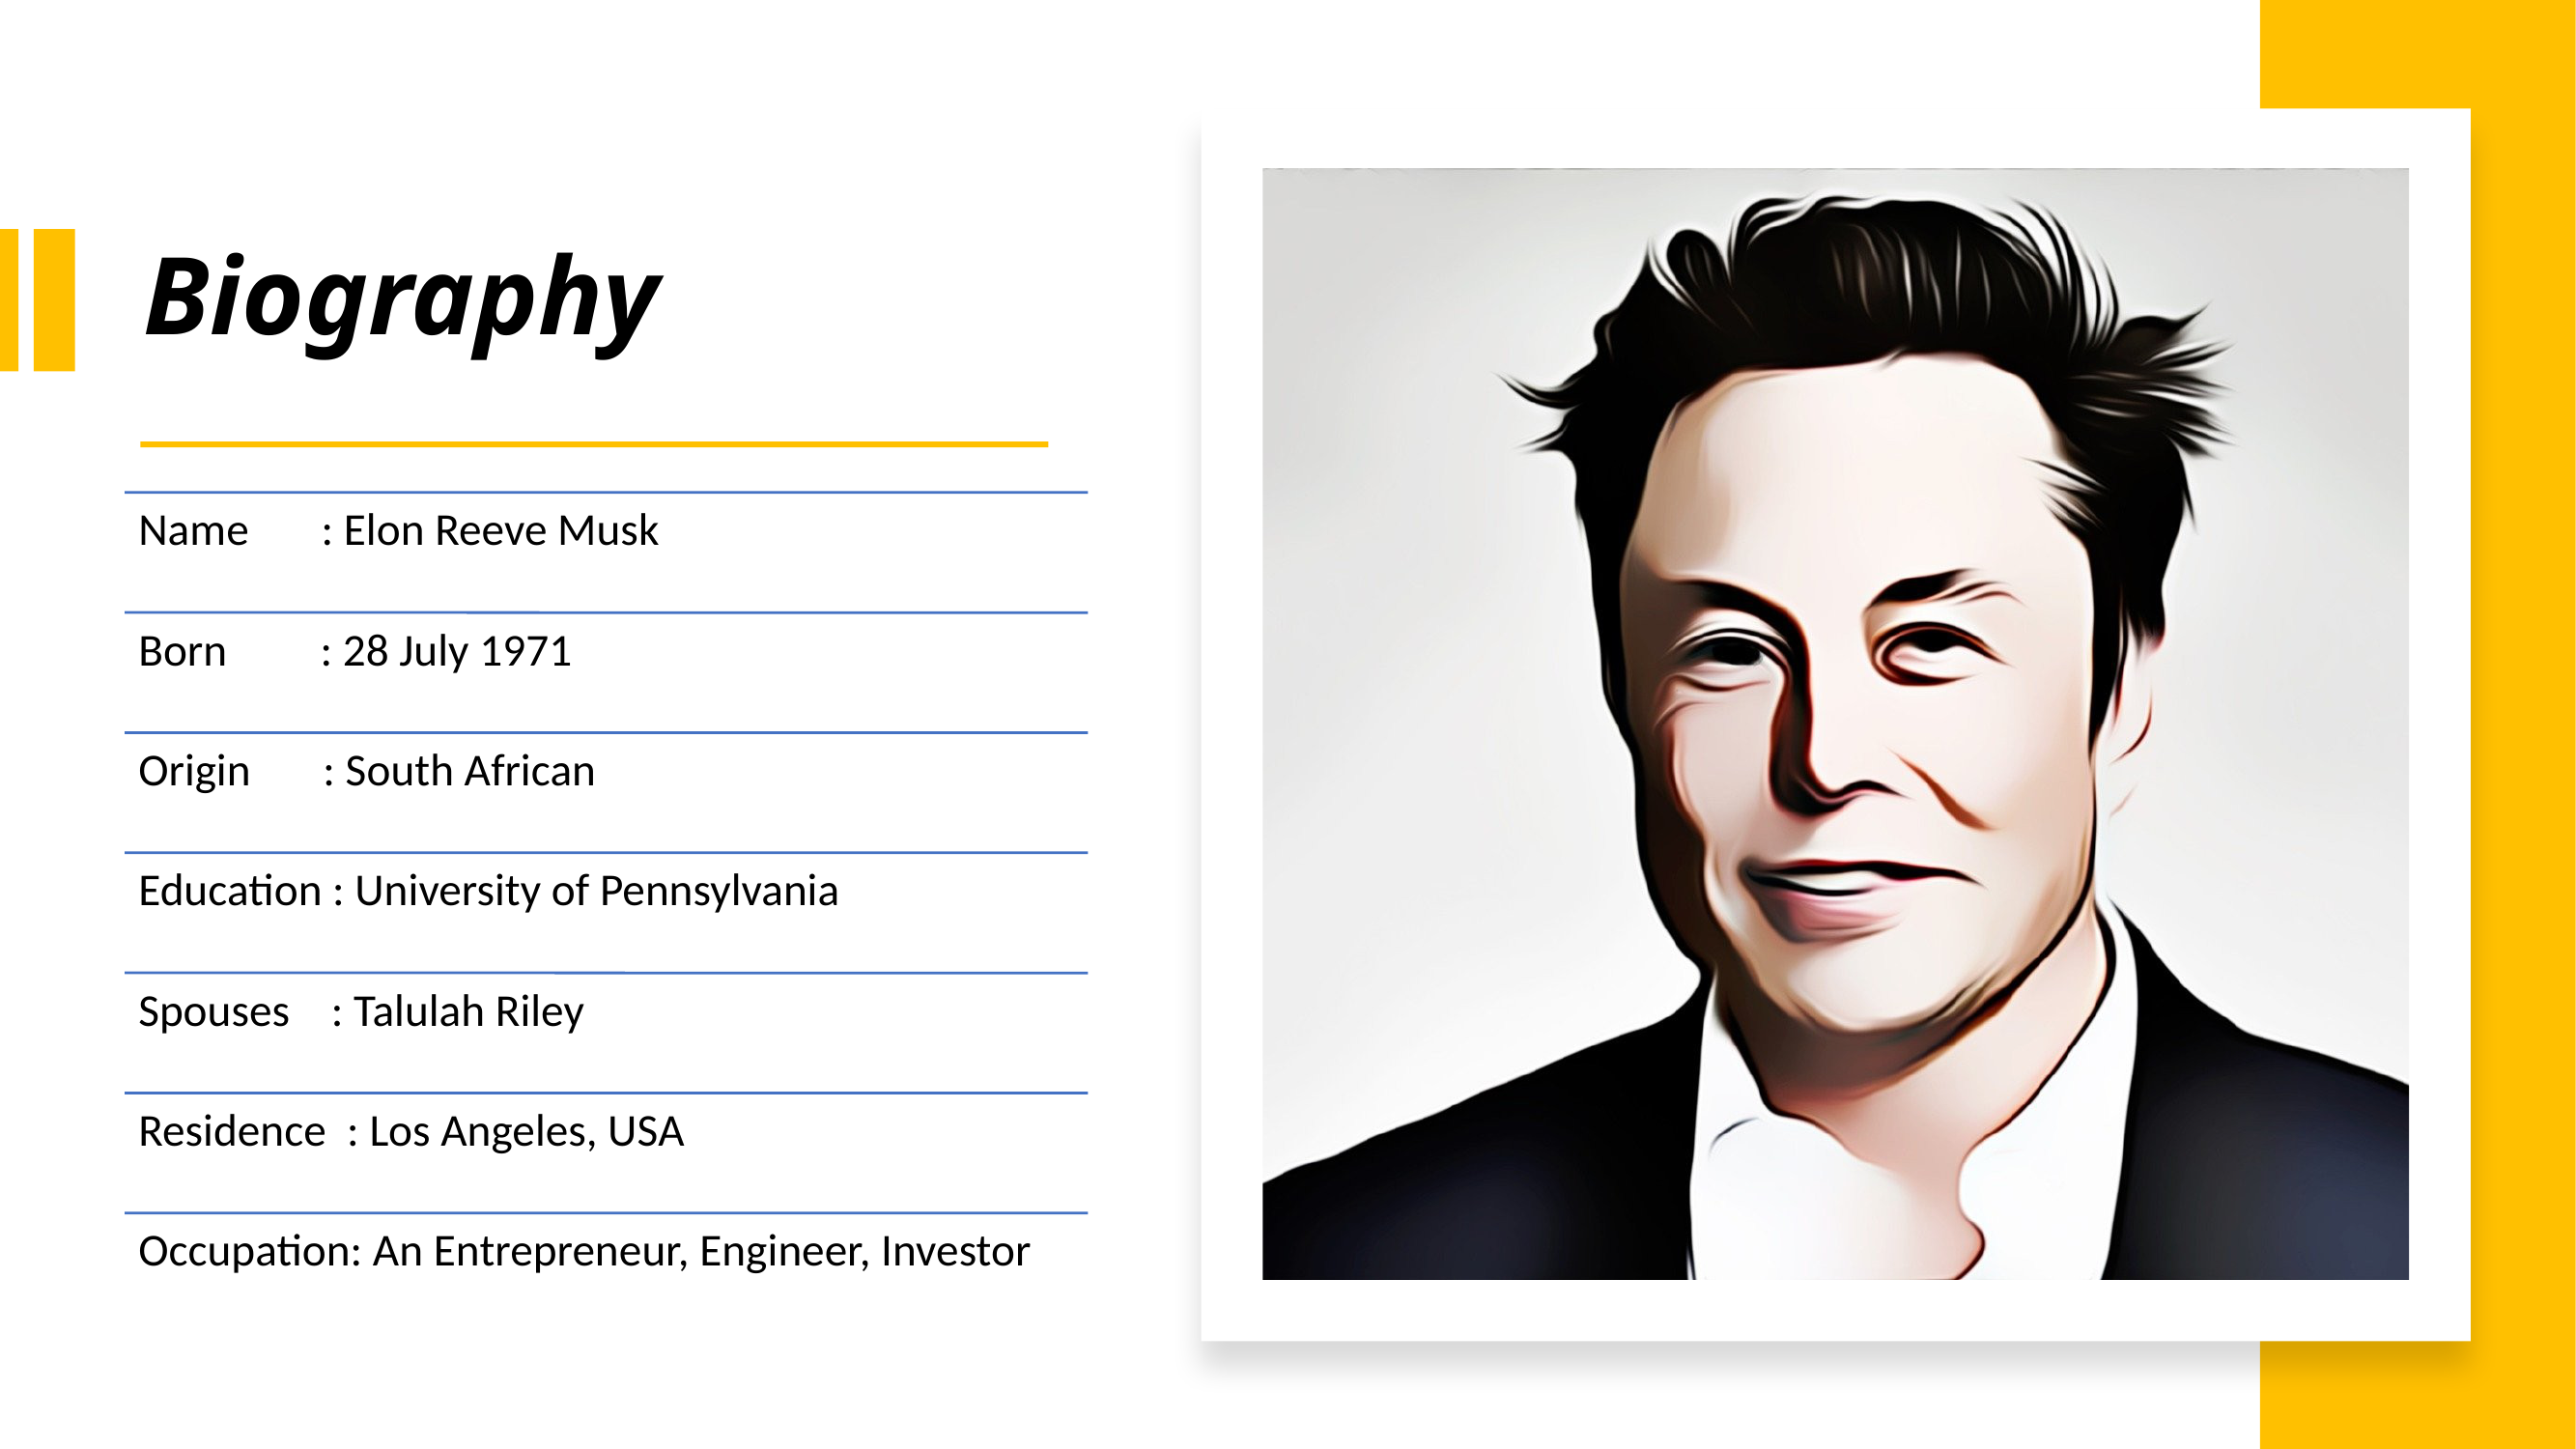 Biography
Name : Elon Reeve Musk
Born : 28 July 1971
Origin : South African
Education : University of Pennsylvania
Spouses : Talulah Riley
Residence : Los Angeles, USA
Occupation: An Entrepreneur, Engineer, Investor